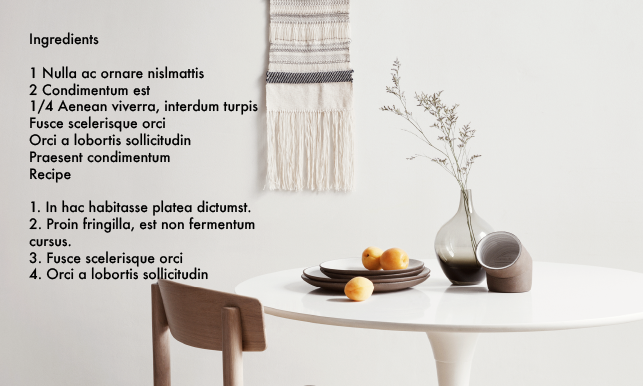 Ingredients
1 Nulla ac ornare nislmattis
2 Condimentum est
1/4 Aenean viverra, interdum turpis
Fusce scelerisque orci
Orci a lobortis sollicitudin
Praesent condimentum
Recipe
1. In hac habitasse platea dictumst.
2. Proin fringilla, est non fermentum
cursus.
3. Fusce scelerisque orci
4. Orci a lobortis sollicitudin